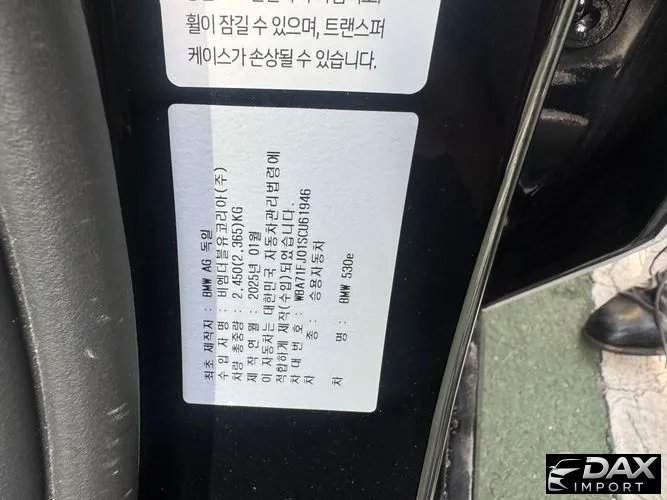 휠이 잠길 수 있으며, 트랜스퍼
케이스가 손상될 수 있습니다.
최초 제작자 : BMW AG 독일
수 입 사 명 : 비엠더블유코리아(주)
차량 총중량 : 2,450(2,365)KG
제 작 연 월 : 2025년 01월
이 자동차는 대한민국 자동차관리법령에
적합하게 제작(수입)되었습니다.
차 대 번 호 : WBA71FJ01SCU61946
차 종 : 승용자동차
차 명 : BMW 530e
DAX
IMPORT